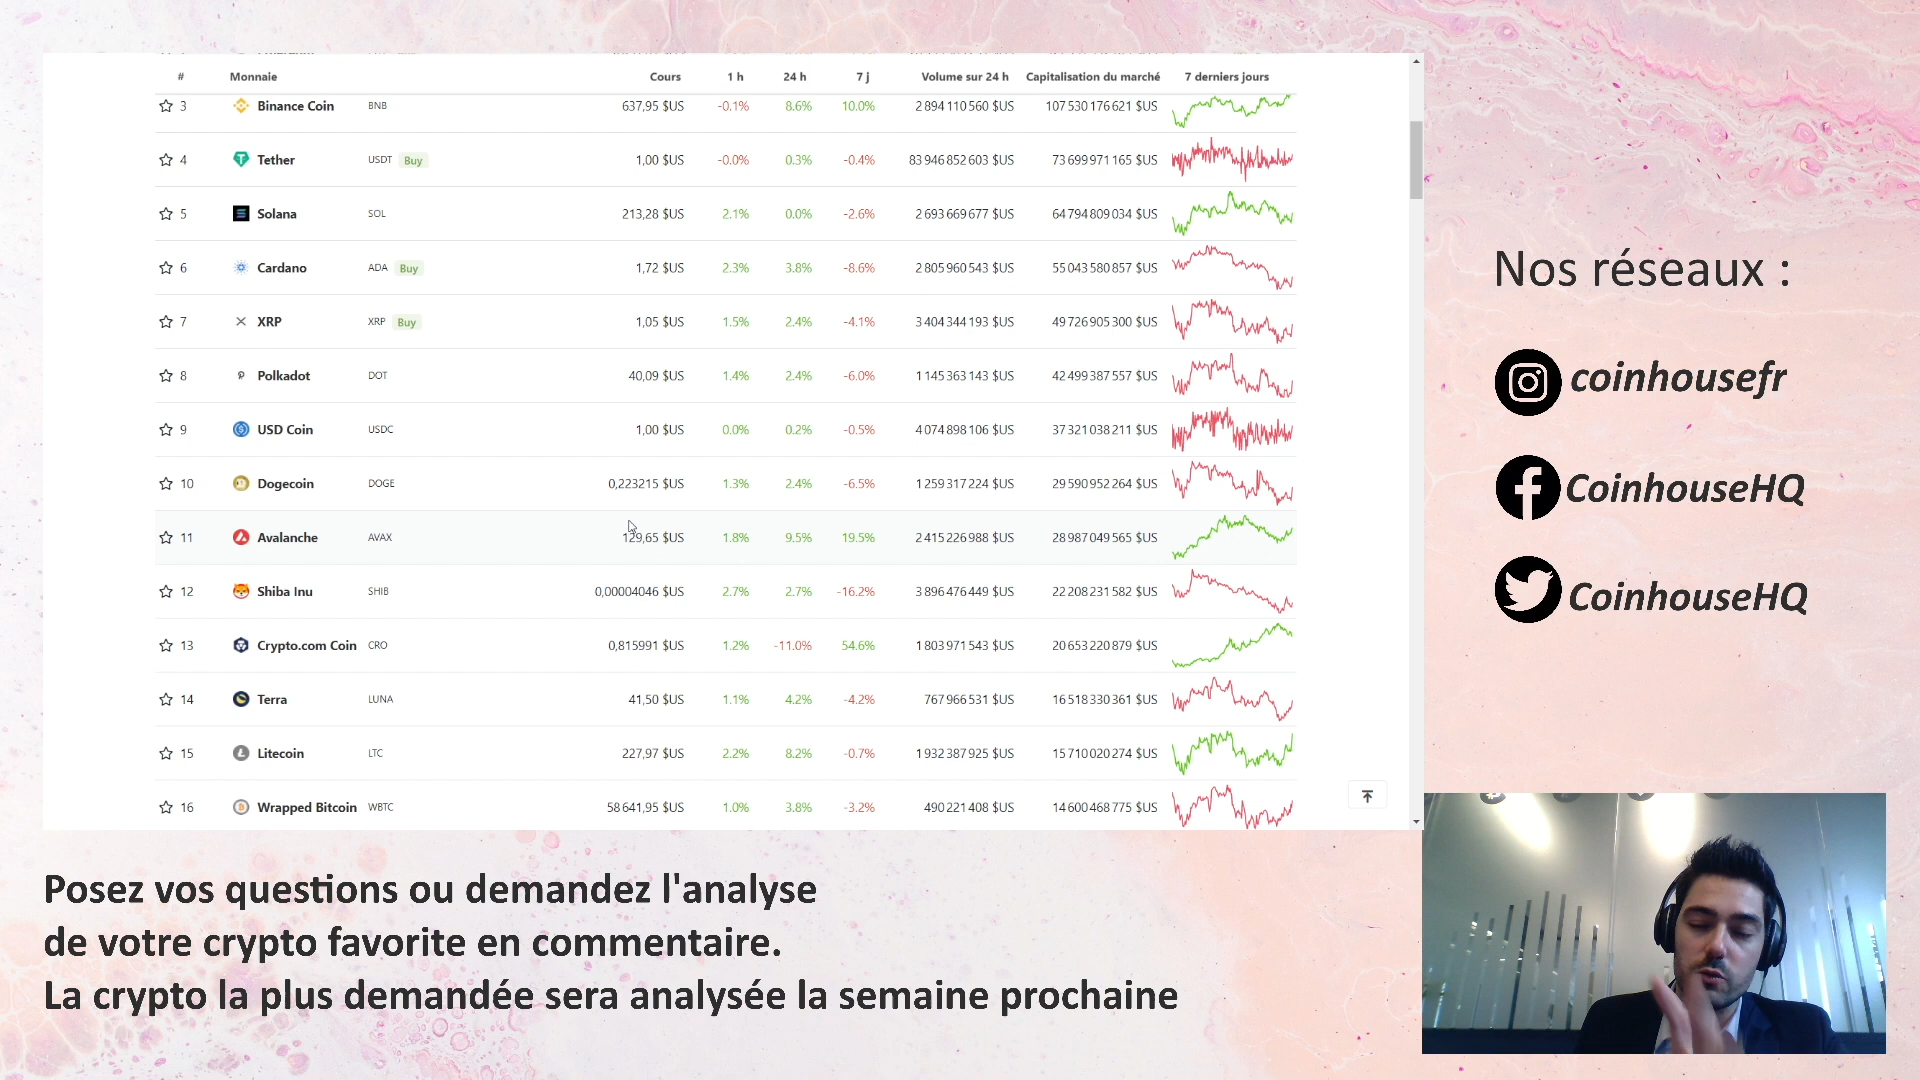 # Monnaie Cours 1 h 24 h 7 j Volume sur 24 h Capitalisation du marché 7 derniers jours
3 Binance Coin BNB 637,95 $US -0.1% 8.6% 10.0% 2 894 110 560 $US 107 530 176 621 $US
4 Tether USDT Buy 1,00 $US -0.0% 0.3% -0.4% 83 946 852 603 $US 73 699 971 165 $US
5 Solana SOL 213,28 $US 2.1% 0.0% -2.6% 2 693 669 677 $US 64 794 809 034 $US
6 Cardano ADA Buy 1,72 $US 2.3% 3.8% -8.6% 2 805 960 543 $US 55 043 580 857 $US
7 XRP XRP Buy 1,05 $US 1.5% 2.4% -4.1% 3 404 344 193 $US 49 726 905 300 $US
8 Polkadot DOT 40,09 $US 1.4% 2.4% -6.0% 1 145 363 143 $US 42 499 387 557 $US
9 USD Coin USDC 1,00 $US 0.0% 0.2% -0.5% 4 074 898 106 $US 37 321 038 211 $US
10 Dogecoin DOGE 0,223215 $US 1.3% 2.4% -6.5% 1 259 317 224 $US 29 590 952 264 $US
11 Avalanche AVAX 129,65 $US 1.8% 9.5% 19.5% 2 415 226 988 $US 28 987 049 565 $US
12 Shiba Inu SHIB 0,00004046 $US 2.7% 2.7% -16.2% 3 896 476 449 $US 22 208 231 582 $US
13 Crypto.com Coin CRO 0,815991 $US 1.2% -11.0% 54.6% 1 803 971 543 $US 20 653 220 879 $US
14 Terra LUNA 41,50 $US 1.1% 4.2% -4.2% 767 966 531 $US 16 518 330 361 $US
15 Litecoin LTC 227,97 $US 2.2% 8.2% -0.7% 1 932 387 925 $US 15 710 020 274 $US
16 Wrapped Bitcoin WBTC 58 641,95 $US 1.0% 3.8% -3.2% 490 221 408 $US 14 600 468 775 $US
Nos réseaux :
coinhousefr
CoinhouseHQ
CoinhouseHQ
Posez vos questions ou demandez l'analyse
de votre crypto favorite en commentaire.
La crypto la plus demandée sera analysée la semaine prochaine